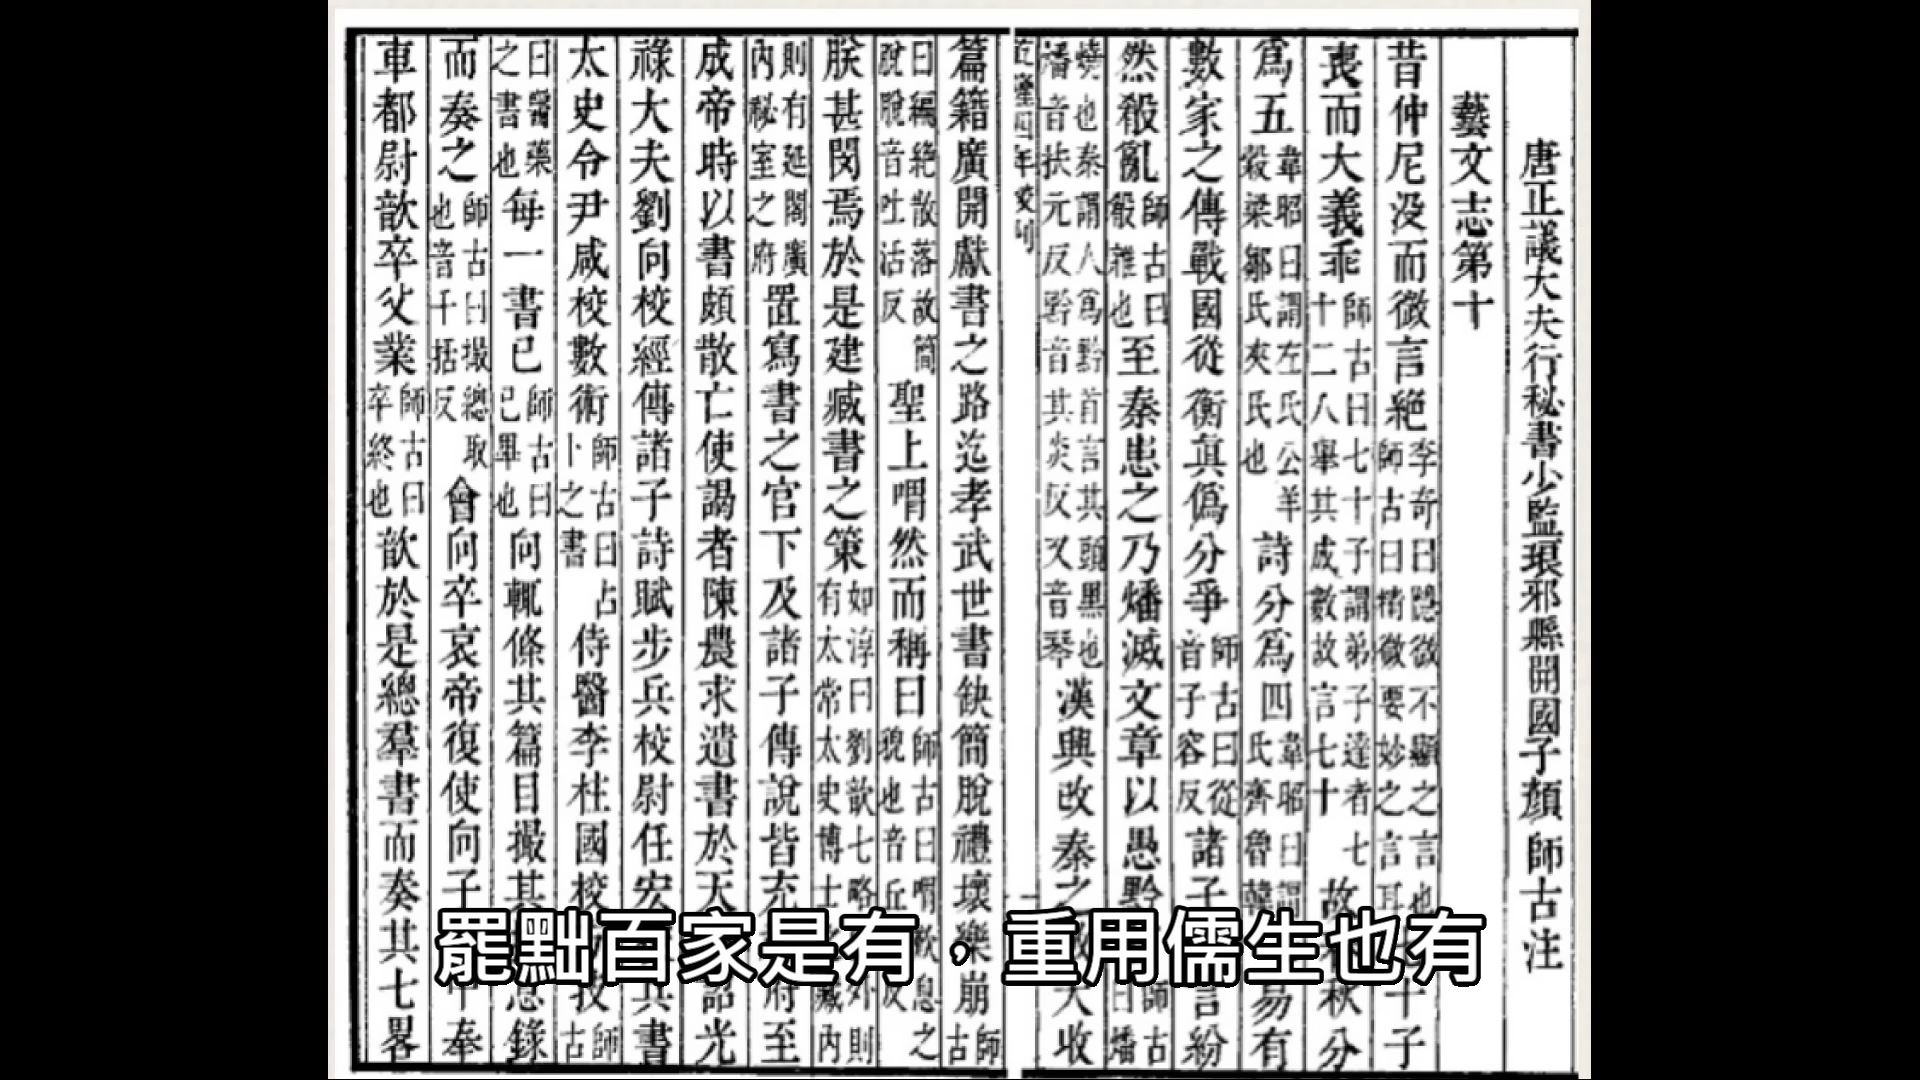 唐正議大夫行秘書少監琅邪縣開國子顏師古注
藝文志第十
昔仲尼沒而微言絕李奇曰隱微不顯之言也師古曰精微要妙之言耳
喪而大義乖師古曰七十子謂弟子達者七十二人舉其成數故言七十故春秋分
爲五韋昭曰謂左氏公羊穀梁鄒氏夾氏也詩分爲四韋昭曰謂毛氏齊魯韓易有
數家之傳戰國從衡眞僞分爭師古曰從音子容反諸子之言紛
然殽亂師古曰殽雜也至秦患之乃燔滅文章以愚黔師古曰燔
燒也秦謂人爲黔首言其頭黑也燔音扶元反黔音其炎反又音琴漢興改秦之敗大收
乾隆四年校刊
篇籍廣開獻書之路迄孝武世書缺簡脫禮壞樂崩師古
曰編絕散落故簡脫脫音吐活反聖上喟然而稱曰師古曰喟歎息之貌也音丘
朕甚閔焉於是建臧書之策如淳曰劉歆七略曰外則有太常太史博士之藏內
則有延閣廣內秘室之府置寫書之官下及諸子傳說皆充秘府至
成帝時以書頗散亡使謁者陳農求遺書於天下詔光
祿大夫劉向校經傳諸子詩賦步兵校尉任宏校兵書
太史令尹咸校數術師古曰占卜之書侍醫李柱國校方技師古
曰醫藥之書也每一書已師古曰已畢也向輒條其篇目撮其指意錄
而奏之師古曰撮總取也音千括反會向卒哀帝復使向子侍中奉
車都尉歆卒父業師古曰卒終也歆於是總羣書而奏其七畧
罷黜百家是有，重用儒生也有